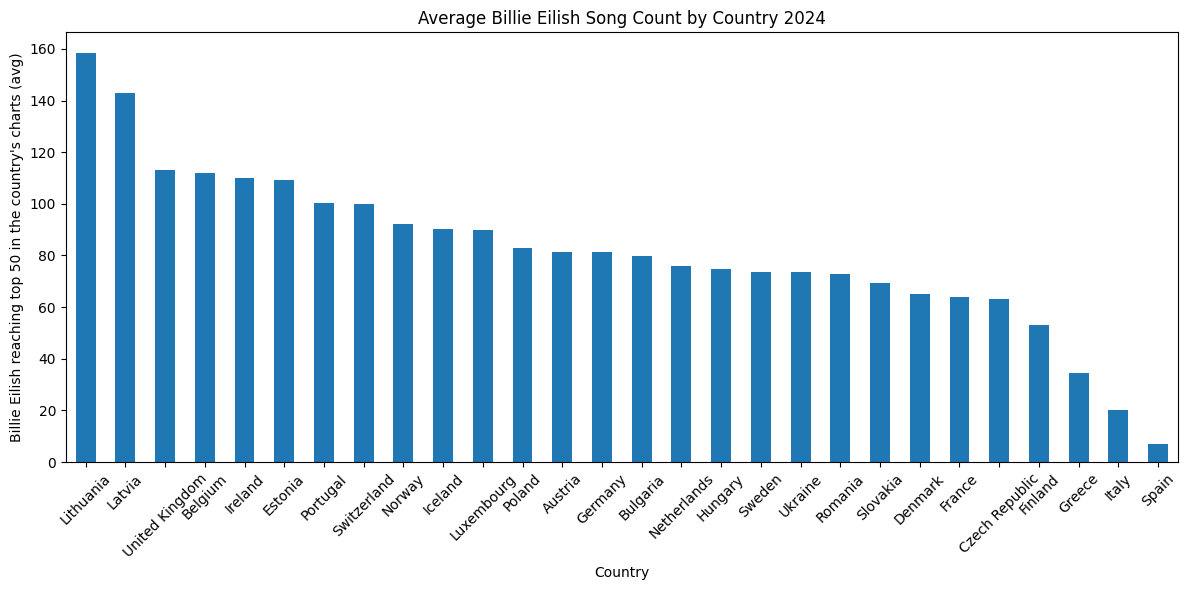 Average Billie Eilish Song Count by Country 2024
Billie Eilish reaching top 50 in the country's charts (avg)
160
140
120
100
80
60
40
20
0
Lithuania
Latvia
United Kingdom
Belgium
Ireland
Estonia
Portugal
Switzerland
Norway
Iceland
Luxembourg
Poland
Austria
Germany
Bulgaria
Netherlands
Hungary
Sweden
Ukraine
Romania
Slovakia
Denmark
France
Czech Republic
Finland
Greece
Italy
Spain
Country